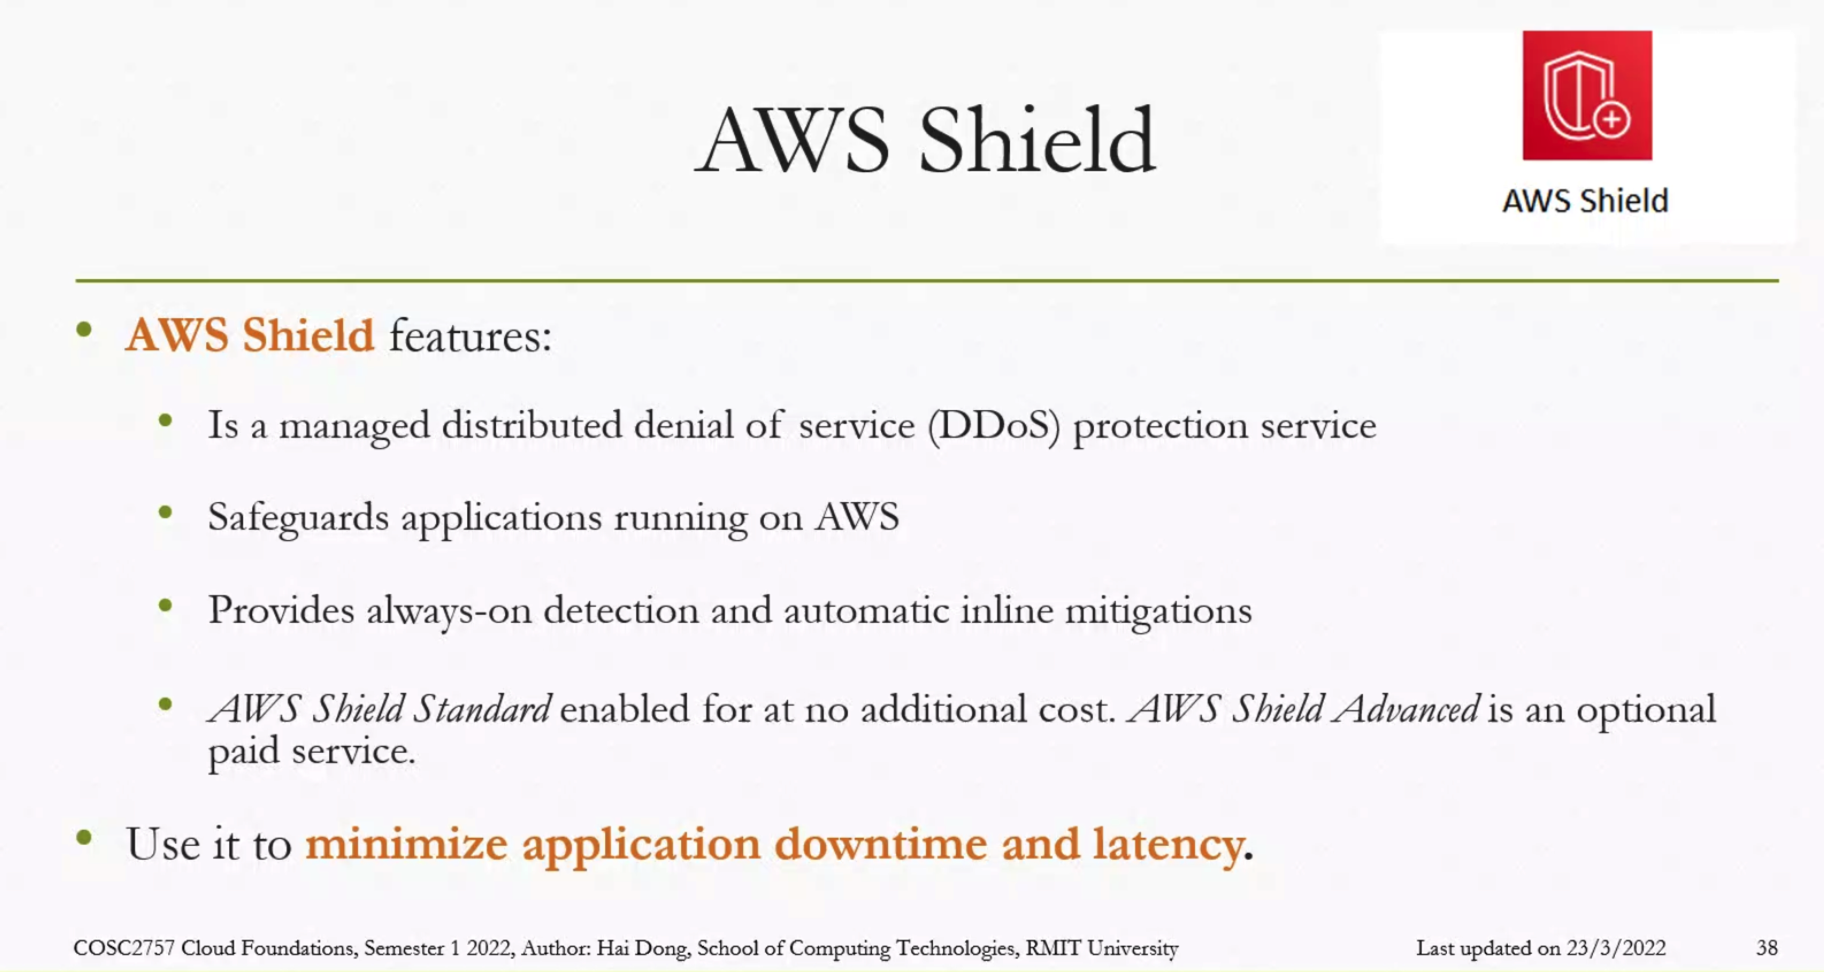 AWS Shield
AWS Shield
• AWS Shield features:
• Is a managed distributed denial of service (DDoS) protection service
• Safeguards applications running on AWS
• Provides always-on detection and automatic inline mitigations
• AWS Shield Standard enabled for at no additional cost. AWS Shield Advanced is an optional
paid service.
• Use it to minimize application downtime and latency.
COSC2757 Cloud Foundations, Semester 1 2022, Author: Hai Dong, School of Computing Technologies, RMIT University
Last updated on 23/3/2022
38